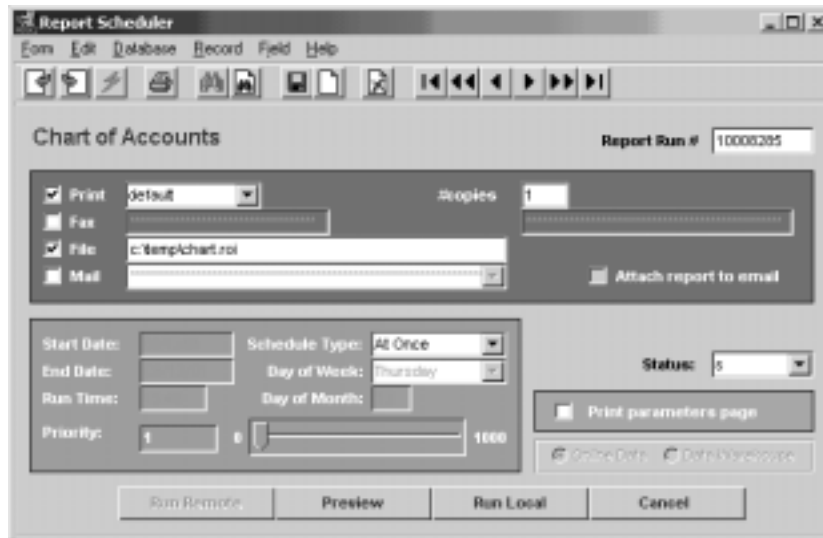 Report Scheduler
Form Edit Database Record Field Help
Chart of Accounts
Report Run # 10008285
Print default #copies 1
Fax
File c:\temp\chart.roi
Mail Attach report to email
Start Date: Schedule Type: At Once
End Date: Day of Week: Thursday
Run Time: Day of Month:
Status: s
Print parameters page
Priority: 1 0 1000
Online Data Data Warehouse
Run Remote Preview Run Local Cancel